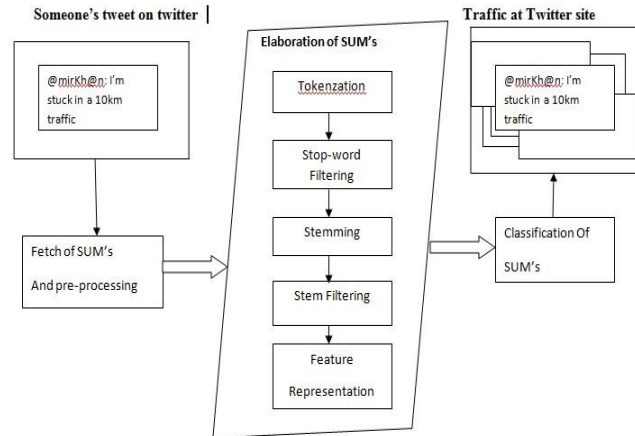 Someone's tweet on twitter
@mirKh@n: I'm
stuck in a 10km
traffic
Fetch of SUM's
And pre-processing
Elaboration of SUM's
Tokenzation
Stop-word
Filtering
Stemming
Stem Filtering
Feature
Representation
Traffic at Twitter site
@mirKh@n: I'm
stuck in a 10km
traffic
Classification Of
SUM's